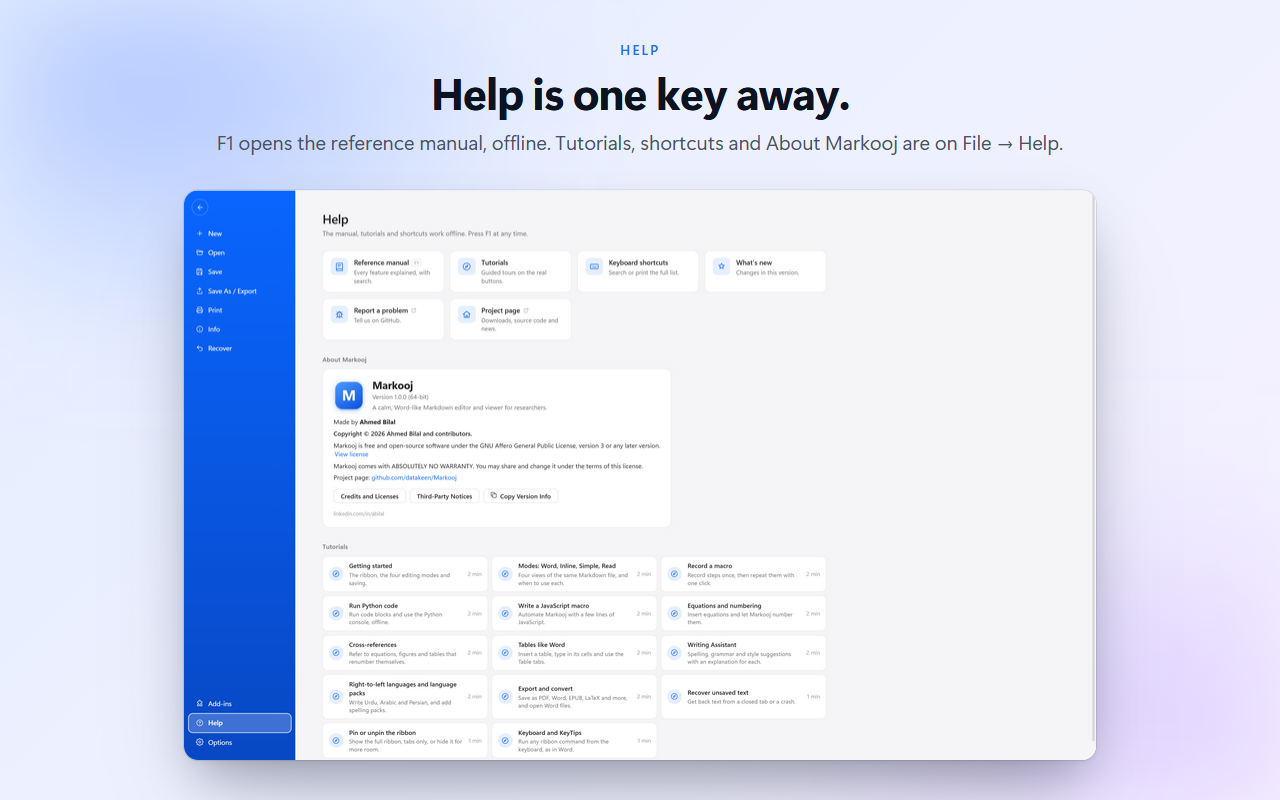 HELP
Help is one key away.
F1 opens the reference manual, offline. Tutorials, shortcuts and About Markooj are on File → Help.
New
Open
Save
Save As / Export
Print
Info
Recover
Add-ins
Help
Options
Help
The manual, tutorials and shortcuts work offline. Press F1 at any time.
Reference manual F1
Every feature explained, with
search.
Tutorials
Guided tours on the real
buttons.
Keyboard shortcuts
Search or print the full list.
What's new
Changes in this version.
Report a problem
Tell us on GitHub.
Project page
Downloads, source code and
news.
About Markooj
M
Markooj
Version 1.0.0 (64-bit)
A calm, Word-like Markdown editor and viewer for researchers.
Made by Ahmed Bilal
Copyright © 2026 Ahmed Bilal and contributors.
Markooj is free and open-source software under the GNU Affero General Public License, version 3 or any later version.
View license
Markooj comes with ABSOLUTELY NO WARRANTY. You may share and change it under the terms of this license.
Project page: github.com/datakeen/Markooj
Credits and Licenses
Third-Party Notices
Copy Version Info
linkedin.com/in/abilal
Tutorials
Getting started
The ribbon, the four editing modes and
saving.
2 min
Modes: Word, Inline, Simple, Read
Four views of the same Markdown file, and
when to use each.
2 min
Record a macro
Record steps once, then repeat them with
one click.
2 min
Run Python code
Run code blocks and use the Python
console, offline.
2 min
Write a JavaScript macro
Automate Markooj with a few lines of
JavaScript.
2 min
Equations and numbering
Insert equations and let Markooj number
them.
2 min
Cross-references
Refer to equations, figures and tables that
renumber themselves.
2 min
Tables like Word
Insert a table, type in its cells and use the
Table tabs.
2 min
Writing Assistant
Spelling, grammar and style suggestions
with an explanation for each.
2 min
Right-to-left languages and language
packs
Write Urdu, Arabic and Persian, and add
spelling packs.
2 min
Export and convert
Save as PDF, Word, EPUB, LaTeX and more,
and open Word files.
2 min
Recover unsaved text
Get back text from a closed tab or a crash.
1 min
Pin or unpin the ribbon
Show the full ribbon, tabs only, or hide it for
more room.
1 min
Keyboard and KeyTips
Run any ribbon command from the
keyboard, as in Word.
2 min